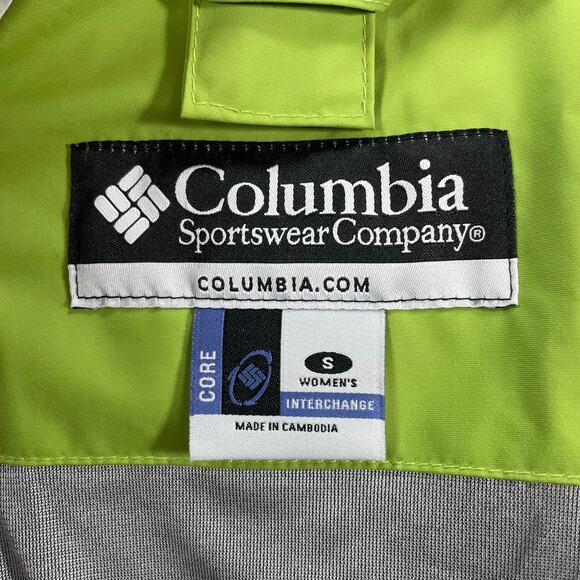 Columbia
Sportswear Company®
COLUMBIA.COM
CORE
S
WOMEN'S
INTERCHANGE
MADE IN CAMBODIA